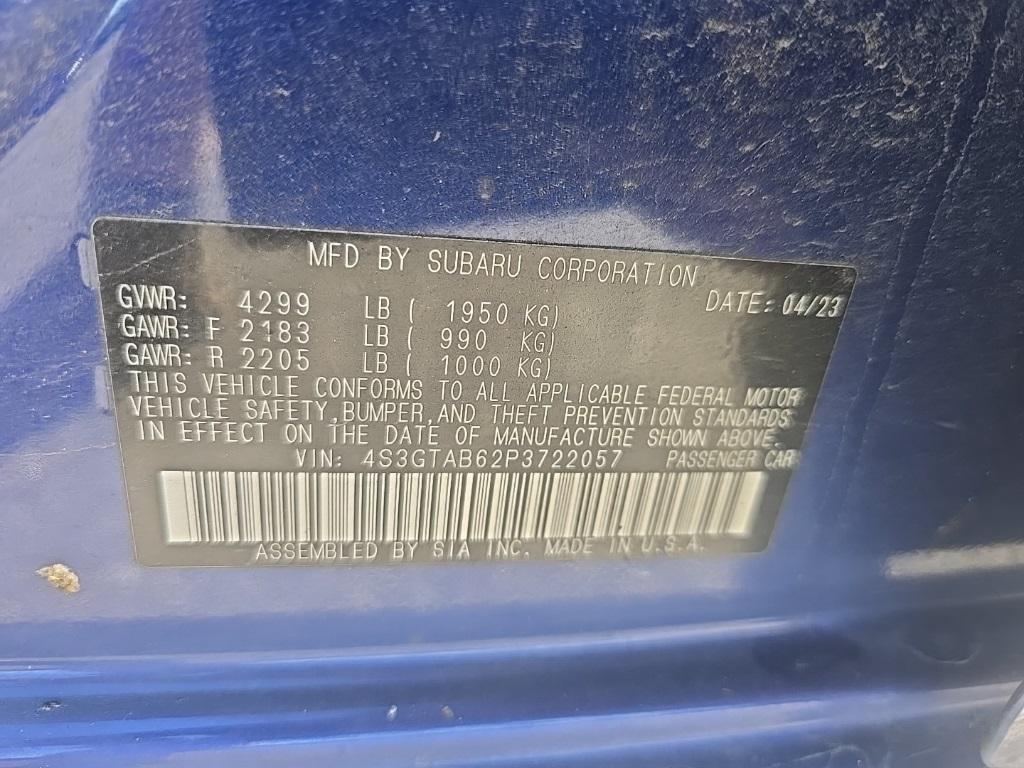 MFD BY SUBARU CORPORATION
GVWR: 4299 LB ( 1950 KG) DATE: 04/23
GAWR: F 2183 LB ( 990 KG)
GAWR: R 2205 LB ( 1000 KG)
THIS VEHICLE CONFORMS TO ALL APPLICABLE FEDERAL MOTOR
VEHICLE SAFETY, BUMPER, AND THEFT PREVENTION STANDARDS
IN EFFECT ON THE DATE OF MANUFACTURE SHOWN ABOVE.
VIN: 4S3GTAB62P3722057 PASSENGER CAR
ASSEMBLED BY SIA INC. MADE IN U.S.A.